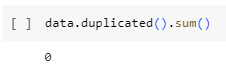 [ ] data.duplicated().sum()
0